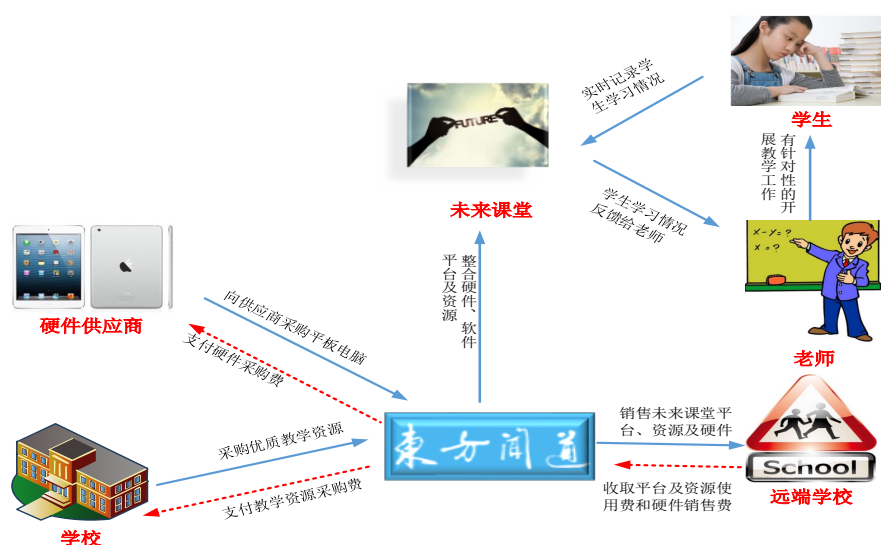 FUTURE
实时记录学
生学习情况
学生
未来课堂
学生学习情况
反馈给老师
有针对性的开
展教学工作
X-Y=?
X=?
老师
硬件供应商
向供应商采购平板电脑
支付硬件采购费
整合硬件、软件
平台及资源
采购优质教学资源
支付教学资源采购费
学校
東方闻道
销售未来课堂平
台、资源及硬件
收取平台及资源使
用费和硬件销售费
School
远端学校